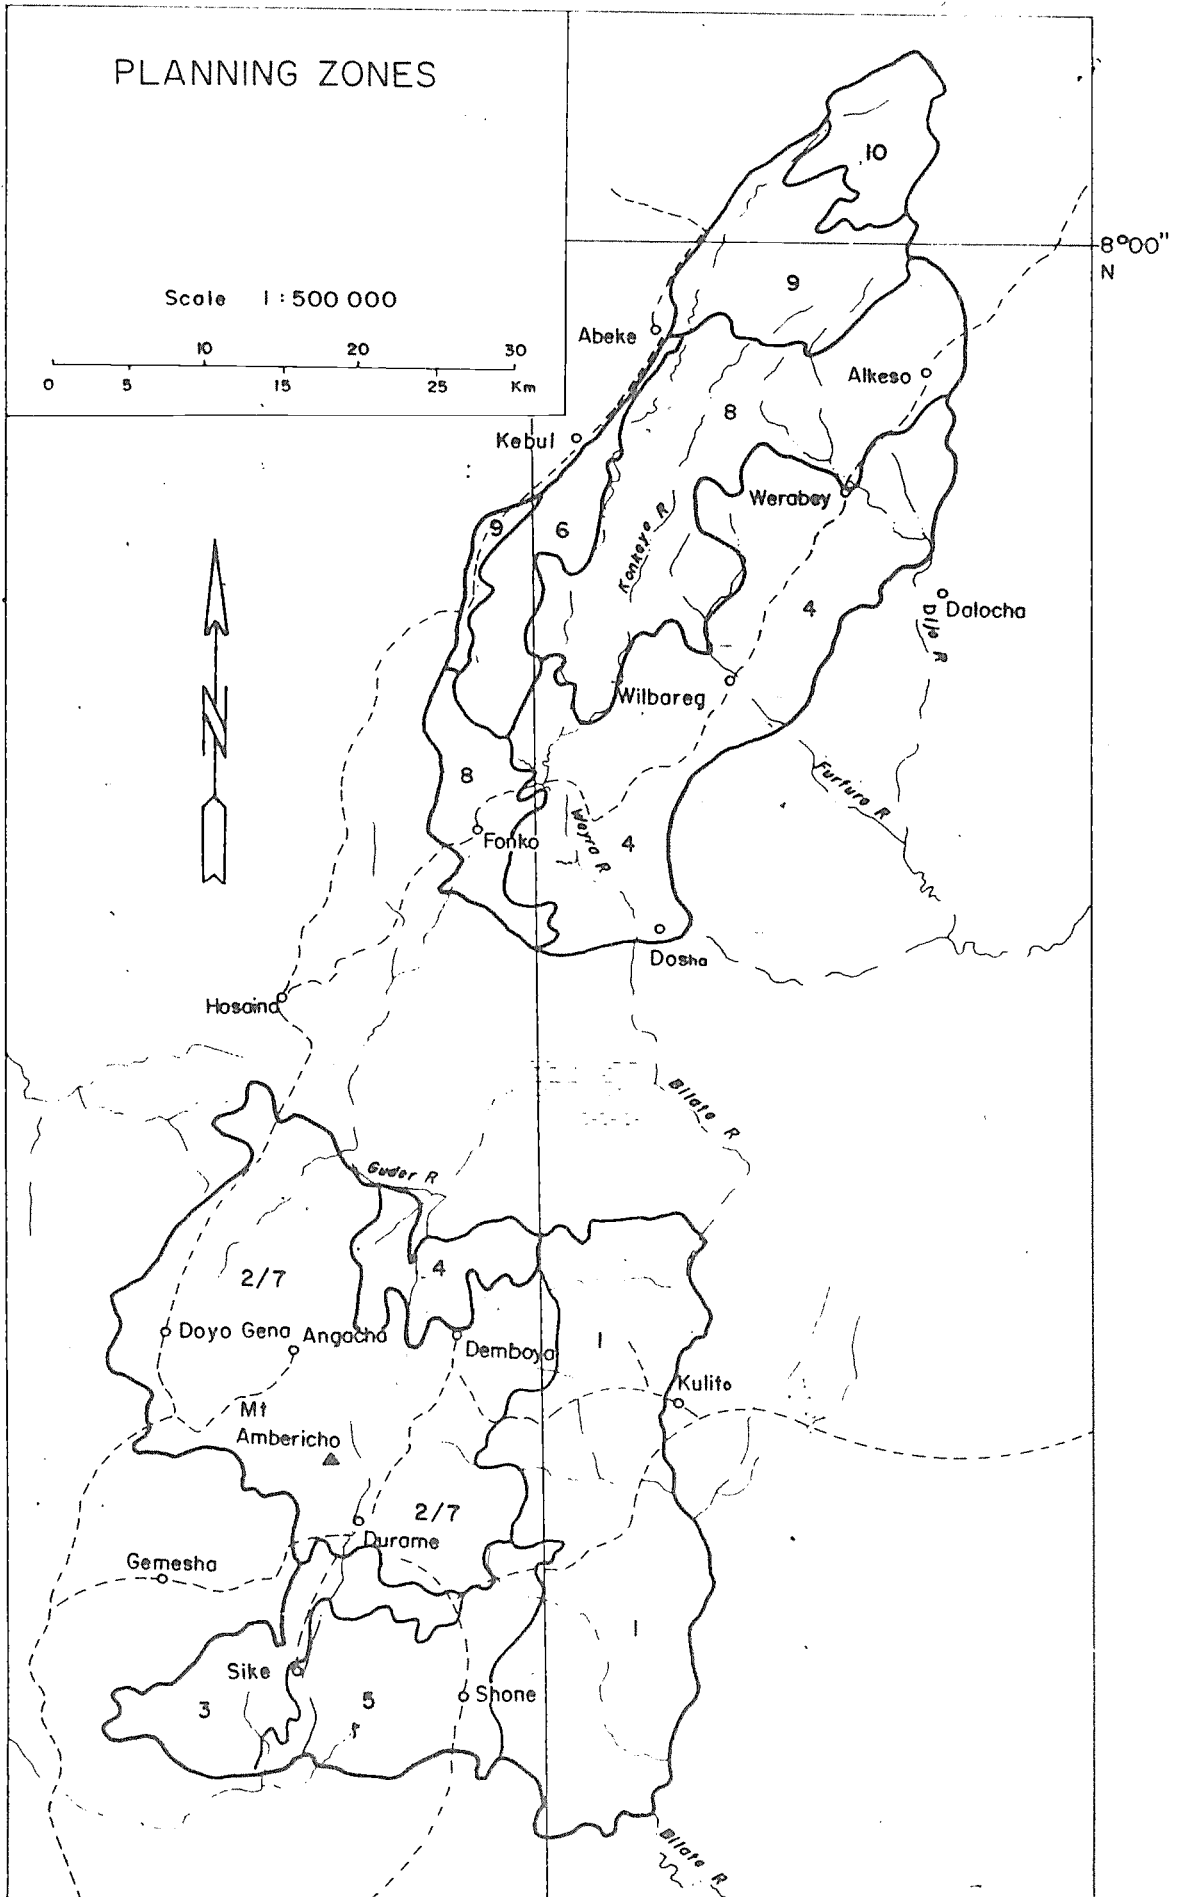 PLANNING ZONES
Scale 1 : 500 000
10 20 30
0 5 15 25 Km
10
8°00"
N
9
Abeke
Alkeso
8
Kebul
Werabey
9
6
Konkoye R
4
Dalocha
Dijo R
Wilbareg
8
Furfuro R
Weyra R
Fonko
4
Dosha
Hosaina
Bilate R
Guder R
2/7
4
Doyo Gena
Angacha
Demboya
1
Kulito
Mt
Ambericho
2/7
Durame
Gemesha
1
Sike
3
5
Shone
Bilate R
N